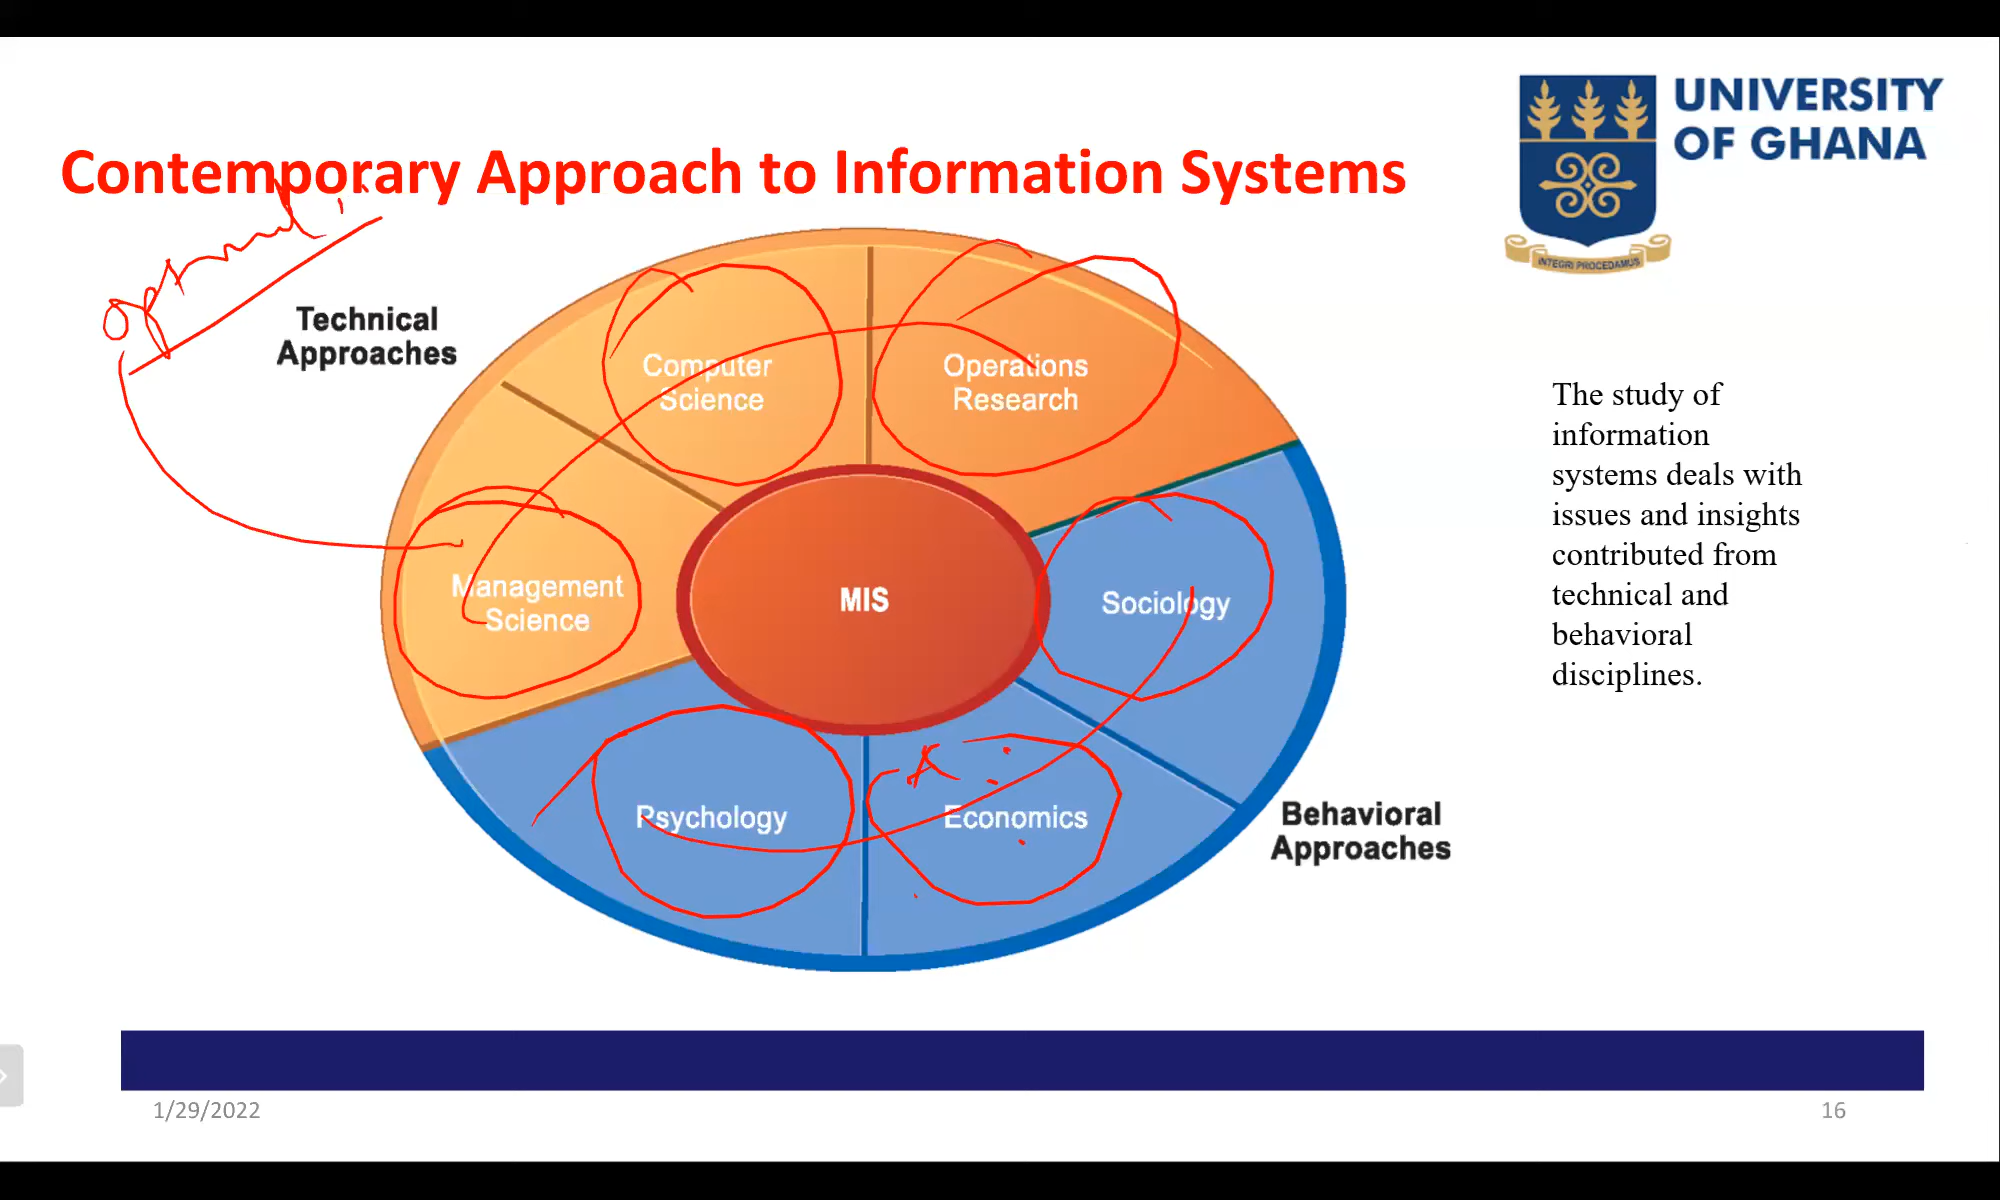 UNIVERSITY
OF GHANA
INTEGRI PROCEDAMUS
Contemporary Approach to Information Systems
Technical
Approaches
Computer
Science
Operations
Research
Management
Science
MIS
Sociology
Psychology
Economics
Behavioral
Approaches
The study of
information
systems deals with
issues and insights
contributed from
technical and
behavioral
disciplines.
1/29/2022
16